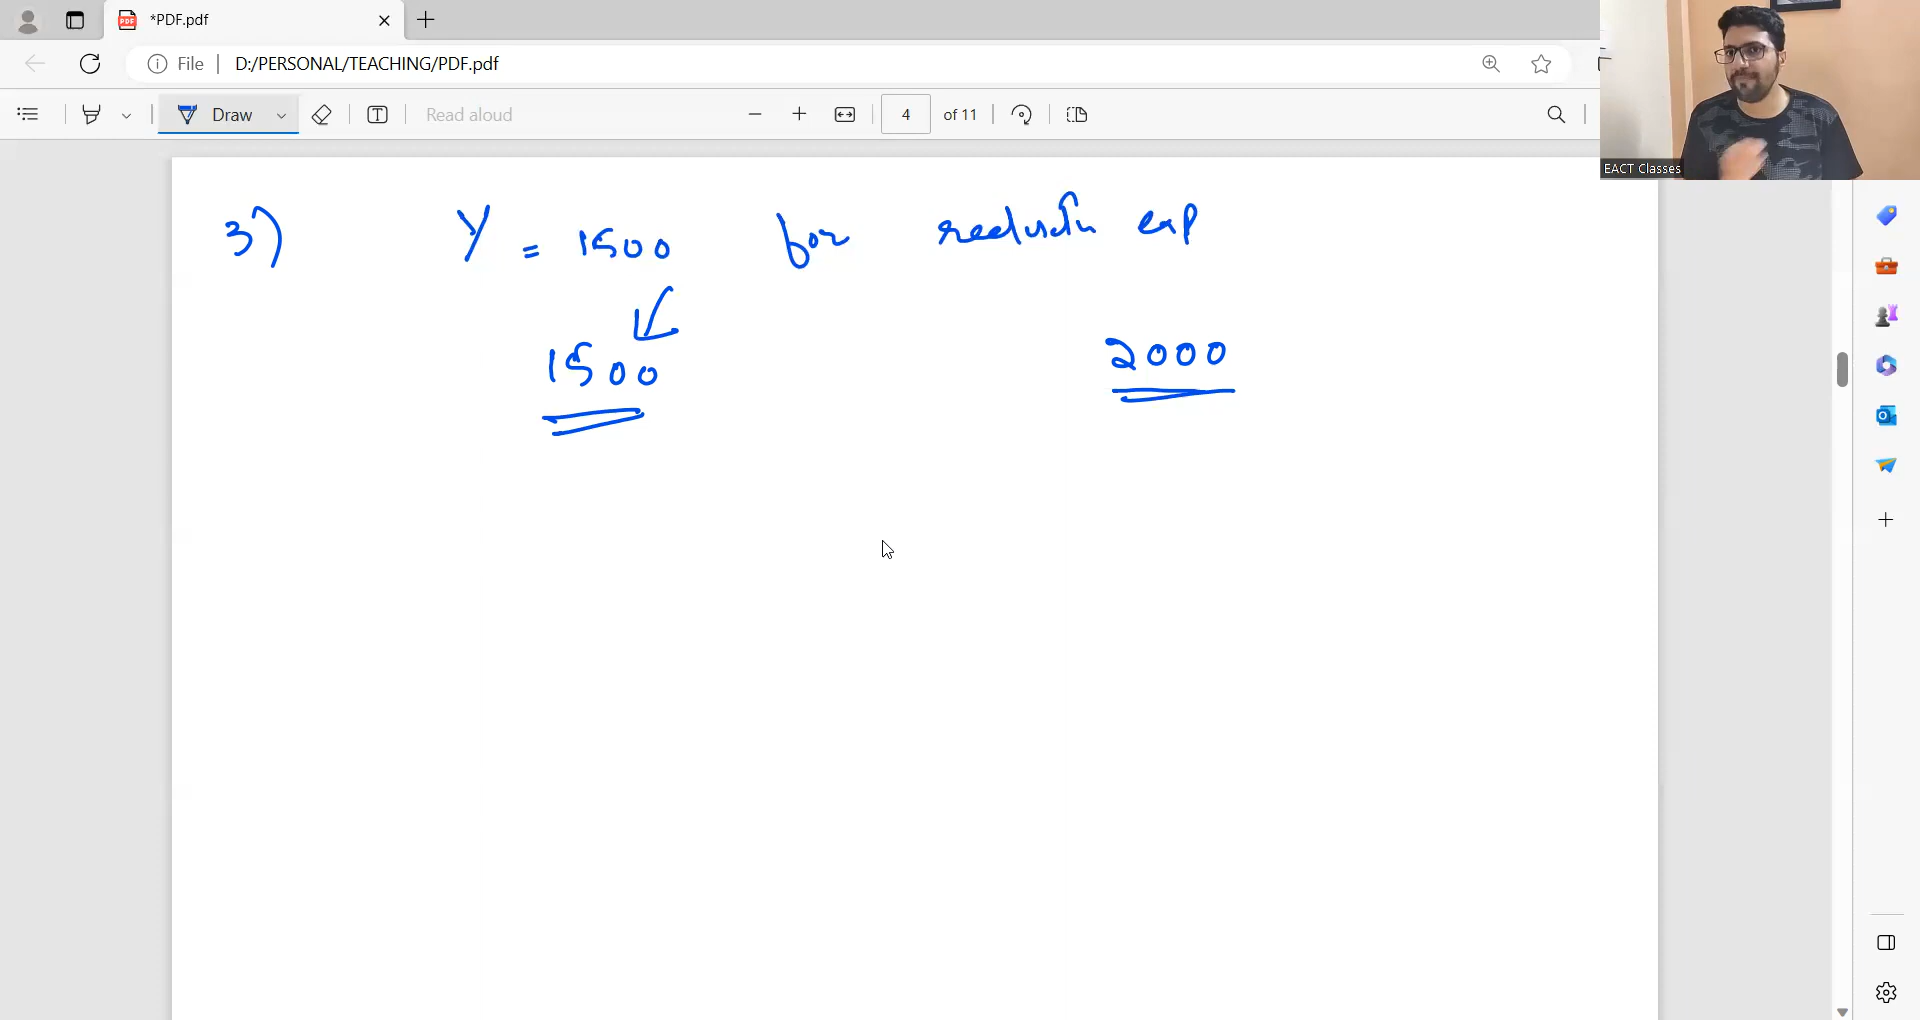 *PDF.pdf
File D:/PERSONAL/TEACHING/PDF.pdf
Draw Read aloud 4 of 11
EACT Classes
3) Y = 1500 for exp
1500 2000